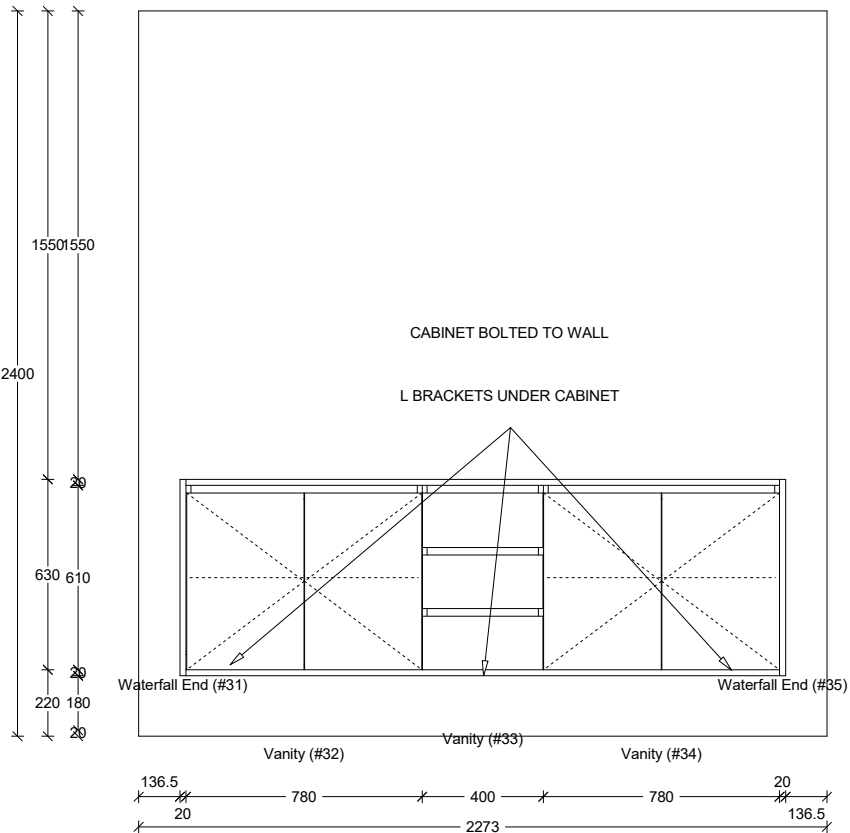 1550
1550
CABINET BOLTED TO WALL
2400
L BRACKETS UNDER CABINET
20
630
610
20
Waterfall End (#31)
Waterfall End (#35)
220
180
20
Vanity (#32)
Vanity (#33)
Vanity (#34)
136.5
20
780
400
780
20
136.5
2273